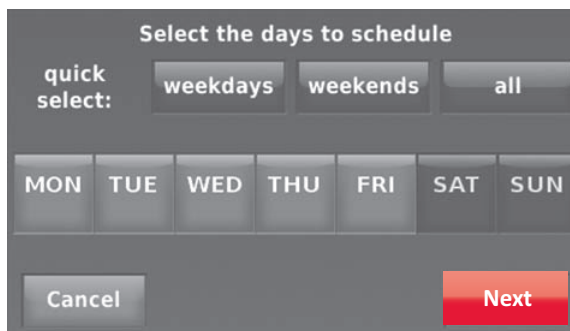 Select the days to schedule
quick
select:
weekdays
weekends
all
MON TUE WED THU FRI SAT SUN
Cancel
Next